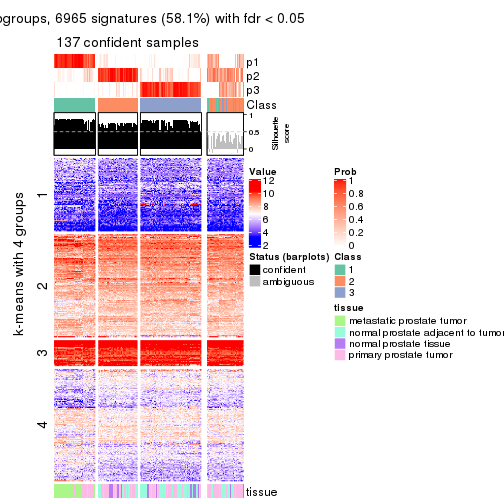 ogroups, 6965 signatures (58.1%) with fdr < 0.05
137 confident samples
p1
p2
p3
Class
1
0.5
0
Silhouette
score
k-means with 4 groups
1
2
3
4
Value
12
10
8
6
4
2
Prob
1
0.8
0.6
0.4
0.2
0
Status (barplots)
confident
ambiguous
Class
1
2
3
tissue
metastatic prostate tumor
normal prostate adjacent to tumor
normal prostate tissue
primary prostate tumor
tissue